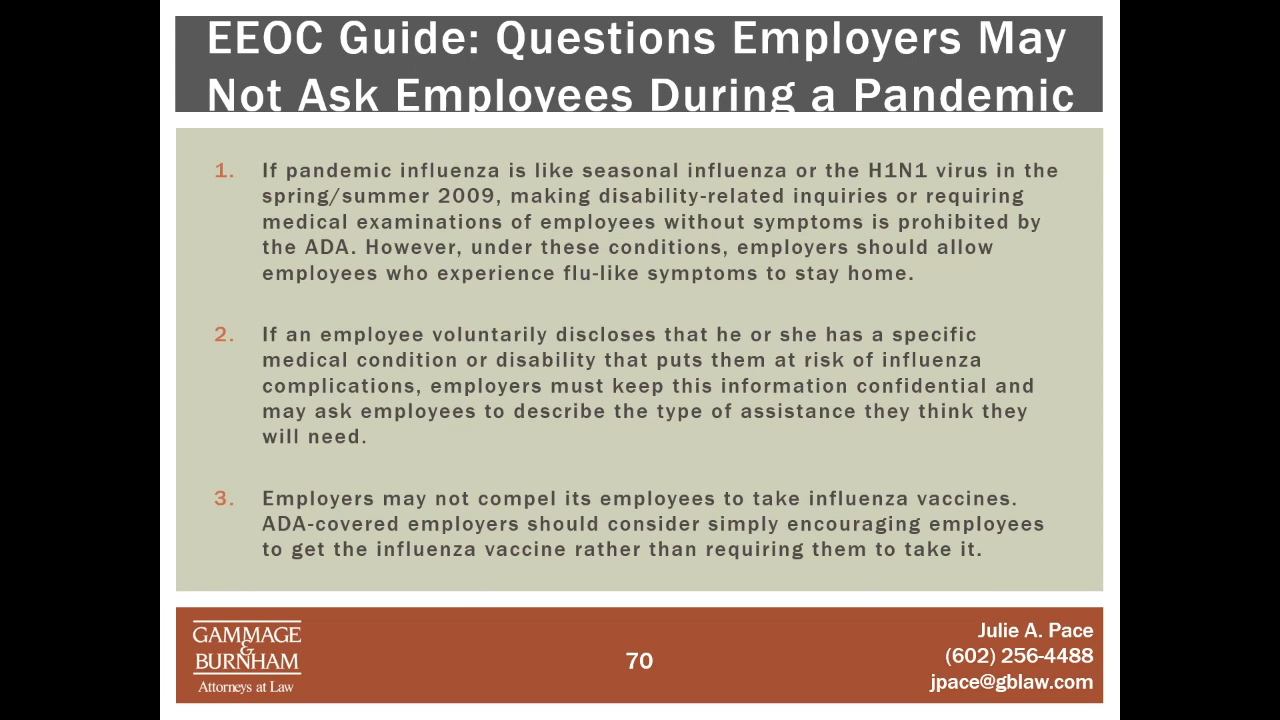 EEOC Guide: Questions Employers May
Not Ask Employees During a Pandemic
1. If pandemic influenza is like seasonal influenza or the H1N1 virus in the
spring/summer 2009, making disability-related inquiries or requiring
medical examinations of employees without symptoms is prohibited by
the ADA. However, under these conditions, employers should allow
employees who experience flu-like symptoms to stay home.
2. If an employee voluntarily discloses that he or she has a specific
medical condition or disability that puts them at risk of influenza
complications, employers must keep this information confidential and
may ask employees to describe the type of assistance they think they
will need.
3. Employers may not compel its employees to take influenza vaccines.
ADA-covered employers should consider simply encouraging employees
to get the influenza vaccine rather than requiring them to take it.
GAMMAGE
&
BURNHAM
Attorneys at Law
70
Julie A. Pace
(602) 256-4488
jpace@gblaw.com